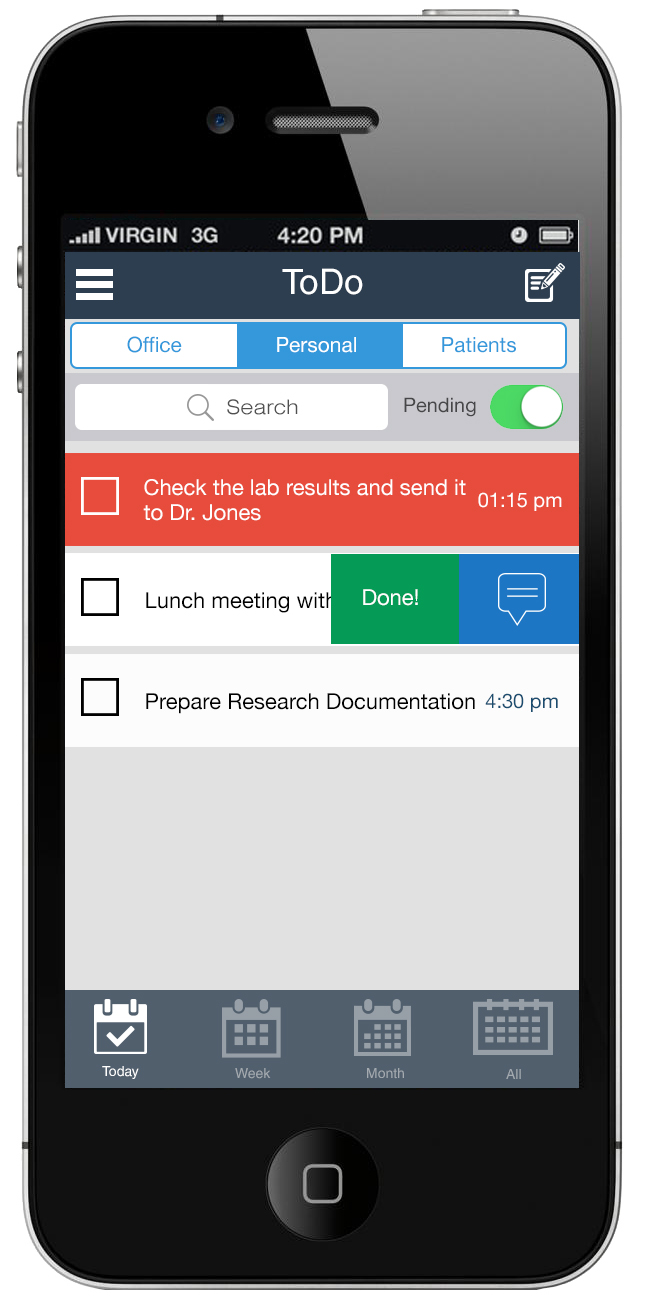 VIRGIN 3G 4:20 PM
ToDo
Office Personal Patients
Search Pending
Check the lab results and send it
to Dr. Jones
01:15 pm
Lunch meeting with Done!
Prepare Research Documentation 4:30 pm
Today Week Month All